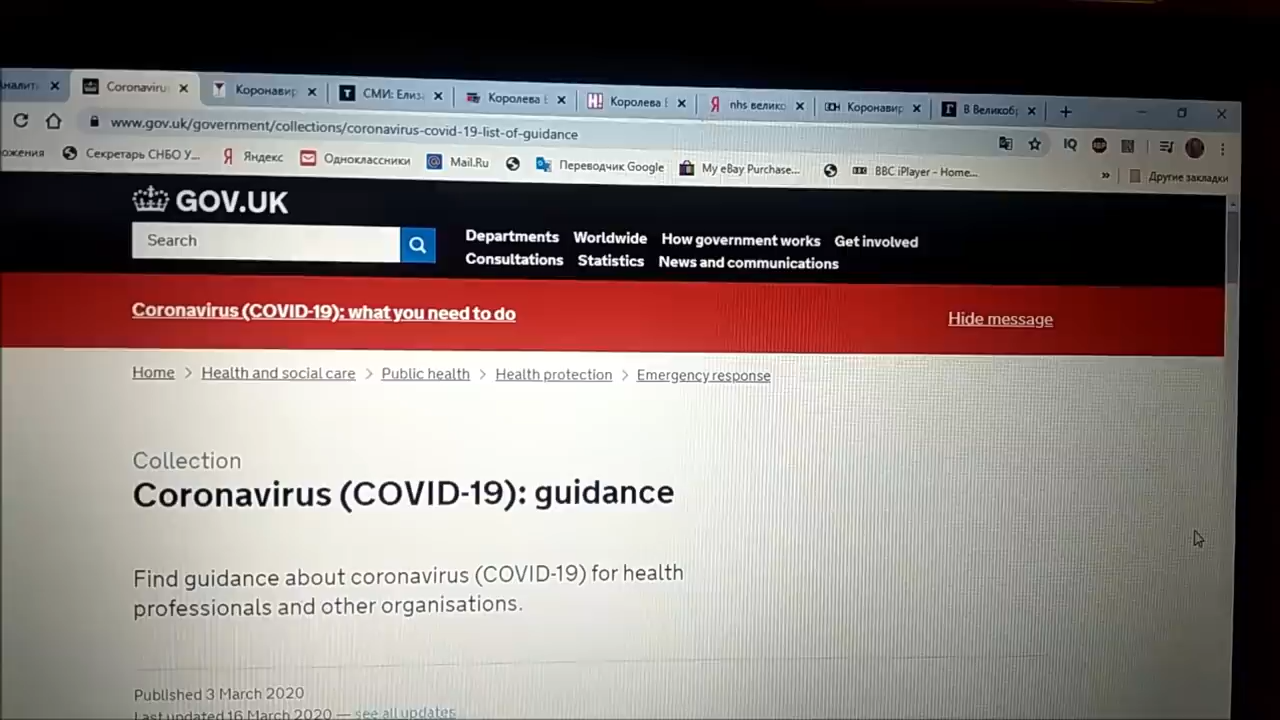 Coronaviru
Коронавир
СМИ: Елиз
Королева Е
Королева Е
nhs велико
Коронавир
В Великобр
www.gov.uk/government/collections/coronavirus-covid-19-list-of-guidance
IQ
Секретарь СНБО У...
Яндекс
Одноклассники
Mail.Ru
Переводчик Google
My eBay Purchase...
BBC iPlayer - Home...
»
Другие закладки
GOV.UK
Search
Departments Worldwide How government works Get involved
Consultations Statistics News and communications
Coronavirus (COVID-19): what you need to do
Hide message
Home > Health and social care > Public health > Health protection > Emergency response
Collection
Coronavirus (COVID-19): guidance
Find guidance about coronavirus (COVID-19) for health
professionals and other organisations.
Published 3 March 2020
Last updated 16 March 2020 — see all updates